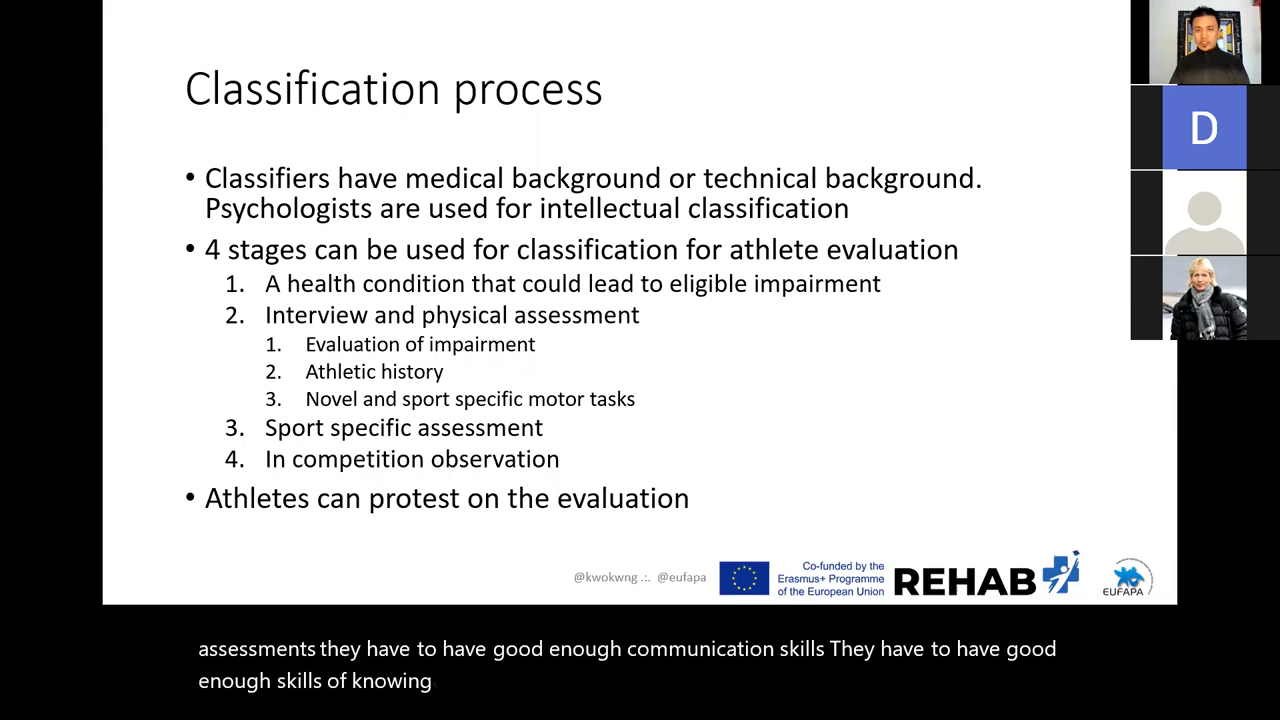 Classification process
• Classifiers have medical background or technical background.
Psychologists are used for intellectual classification
• 4 stages can be used for classification for athlete evaluation
1. A health condition that could lead to eligible impairment
2. Interview and physical assessment
1. Evaluation of impairment
2. Athletic history
3. Novel and sport specific motor tasks
3. Sport specific assessment
4. In competition observation
• Athletes can protest on the evaluation
@kwokwng .:. @eufapa
Co-funded by the
Erasmus+ Programme
of the European Union
REHAB
EUFAPA
D
assessments they have to have good enough communication skills They have to have good
enough skills of knowing